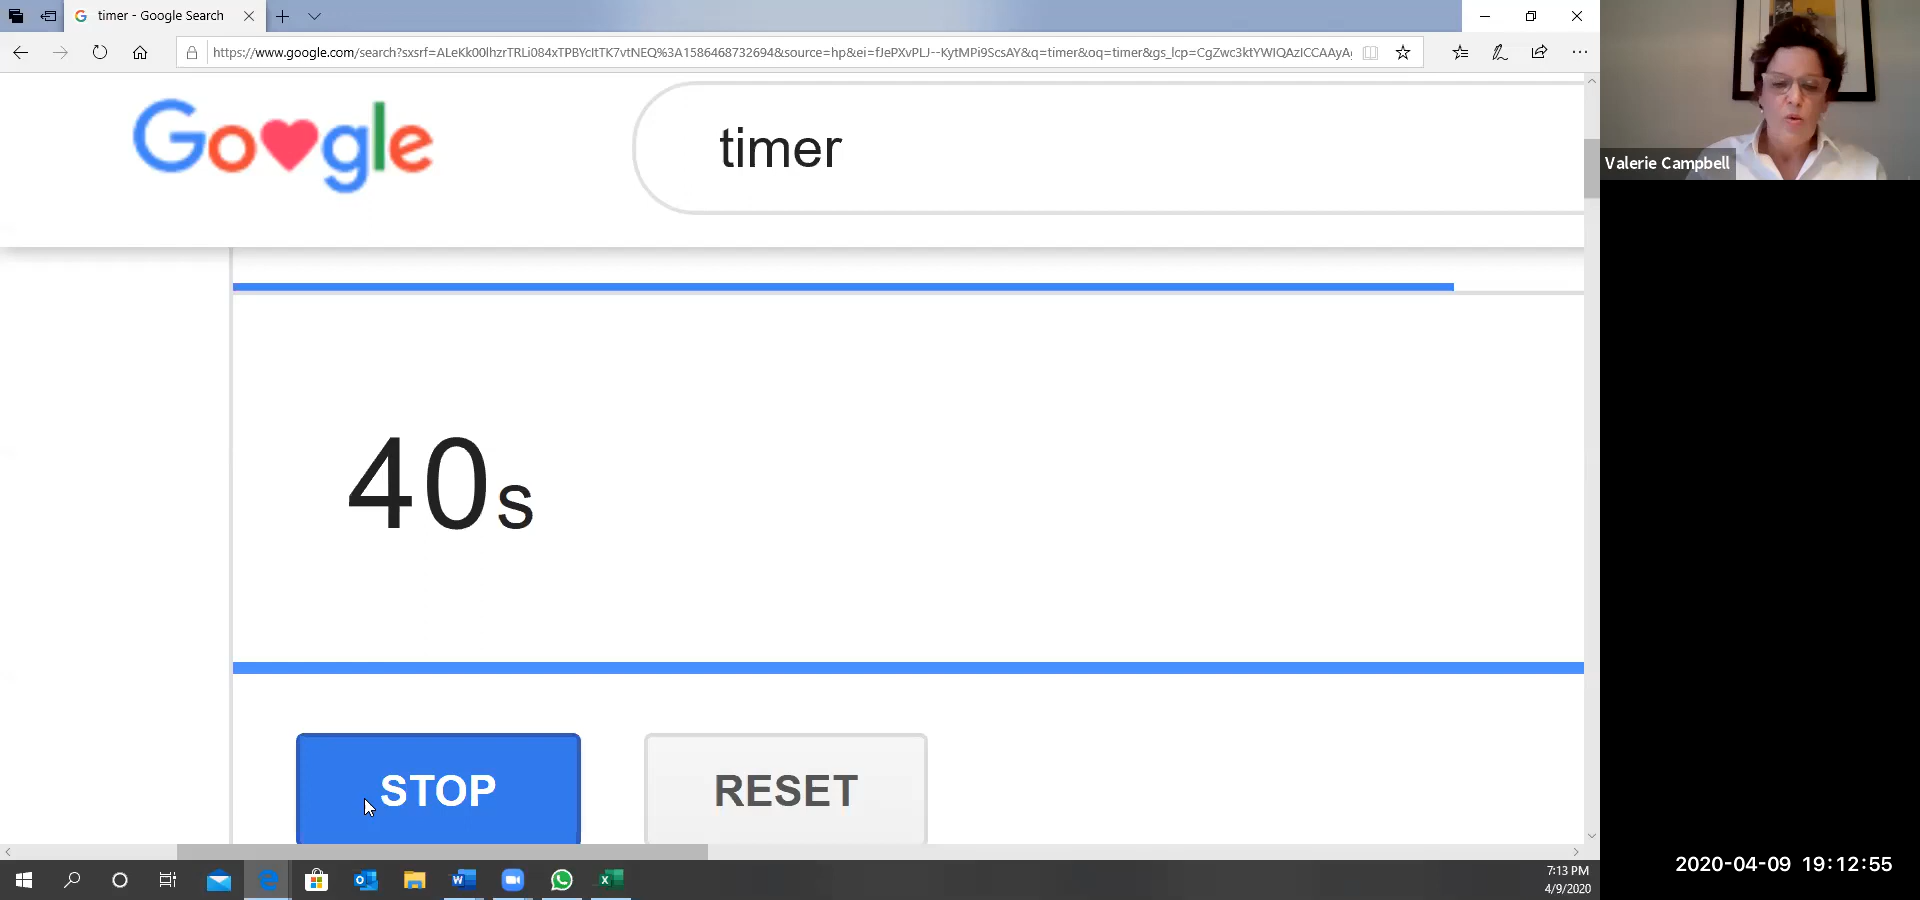 timer - Google Search
https://www.google.com/search?sxsrf=ALeKk00lhzrTRLi084xTPBYcItTK7vtNEQ%3A1586468732694&source=hp&ei=fJePXvPLJ--KytMPi9ScsAY&q=timer&oq=timer&gs_lcp=CgZwc3ktYWIQAzICCAAyAg
Google
timer
40s
STOP
RESET
Valerie Campbell
7:13 PM
4/9/2020
2020-04-09 19:12:55